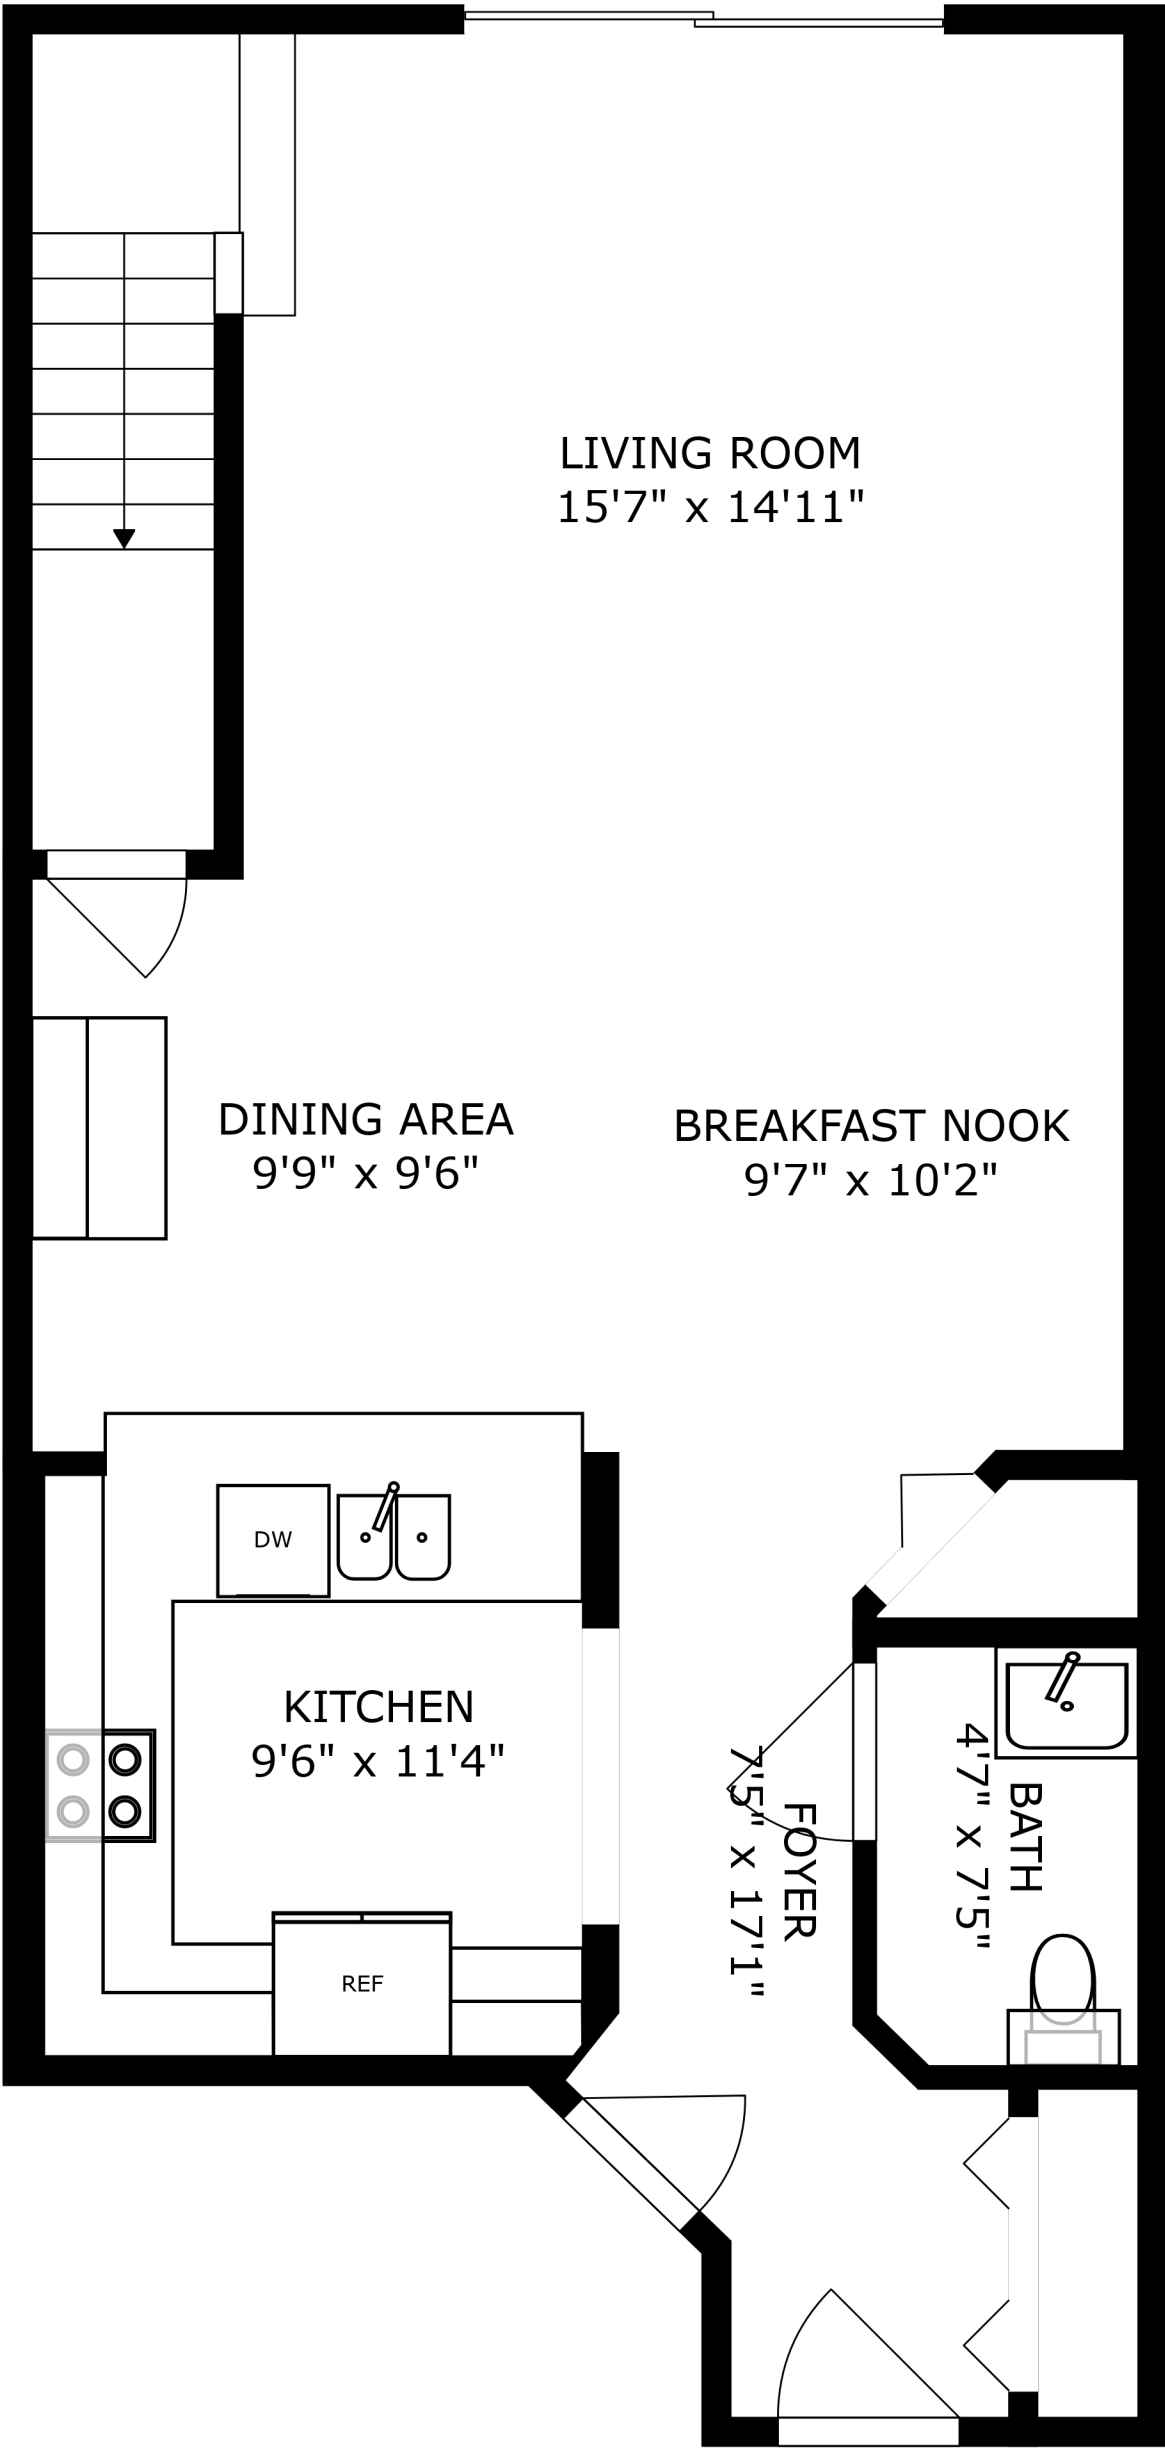 LIVING ROOM
15'7" x 14'11"
DINING AREA
9'9" x 9'6"
BREAKFAST NOOK
9'7" x 10'2"
DW
KITCHEN
9'6" x 11'4"
FOYER
7'5" x 17'1"
BATH
4'7" x 7'5"
REF